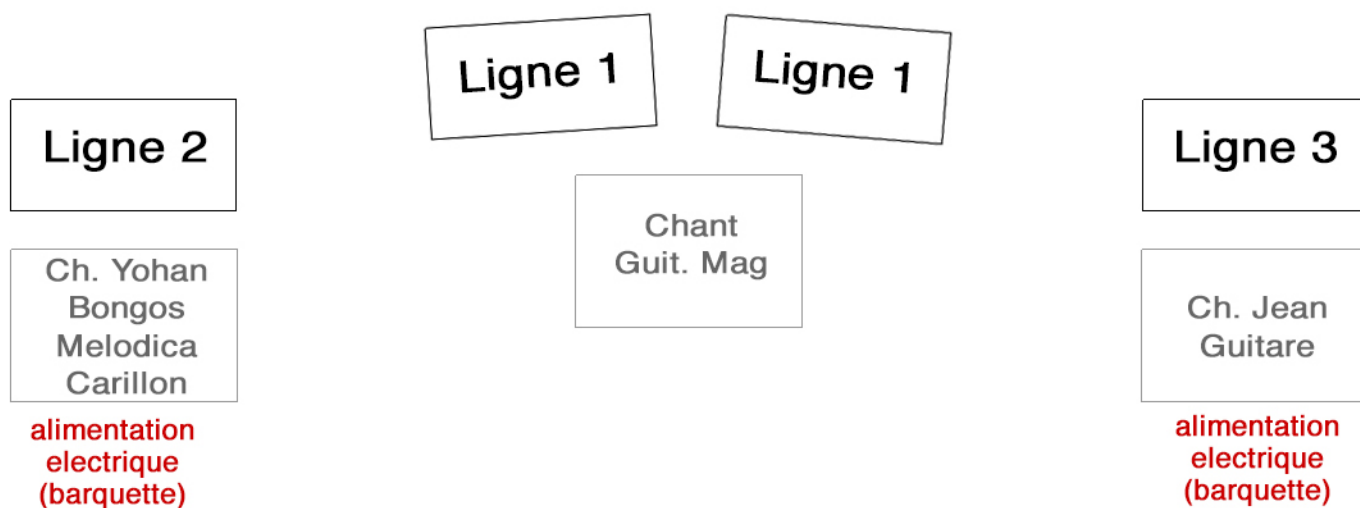 Ligne 1
Ligne 1
Ligne 2
Ligne 3
Chant
Guit. Mag
Ch. Yohan
Bongos
Melodica
Carillon
Ch. Jean
Guitare
alimentation
electrique
(barquette)
alimentation
electrique
(barquette)